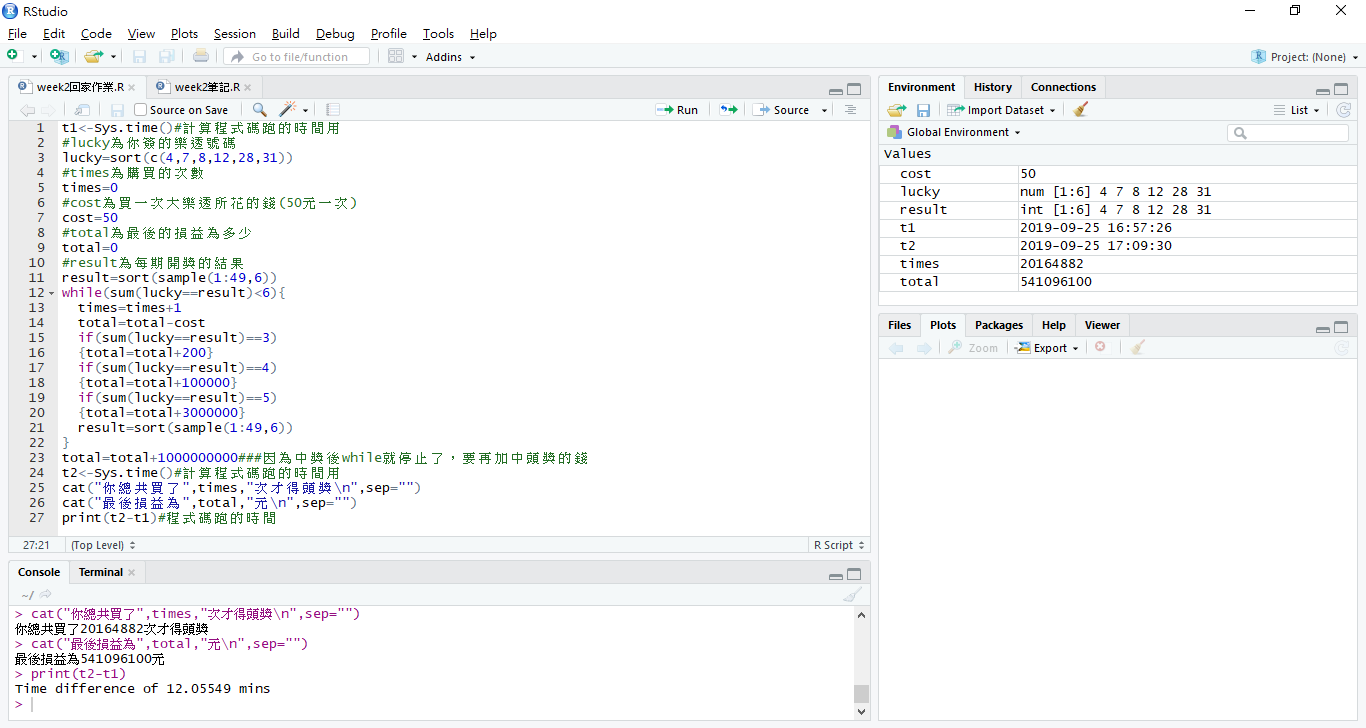 RStudio
File Edit Code View Plots Session Build Debug Profile Tools Help
Go to file/function Addins Project: (None)
week2回家作業.R week2筆記.R
Source on Save Run Source
1 t1<-Sys.time()#計算程式碼跑的時間用
2 #lucky為你簽的樂透號碼
3 lucky=sort(c(4,7,8,12,28,31))
4 #times為購買的次數
5 times=0
6 #cost為買一次大樂透所花的錢(50元一次)
7 cost=50
8 #total為最後的損益為多少
9 total=0
10 #result為每期開獎的結果
11 result=sort(sample(1:49,6))
12 while(sum(lucky==result)<6){
13 times=times+1
14 total=total-cost
15 if(sum(lucky==result)==3)
16 {total=total+200}
17 if(sum(lucky==result)==4)
18 {total=total+100000}
19 if(sum(lucky==result)==5)
20 {total=total+3000000}
21 result=sort(sample(1:49,6))
22 }
23 total=total+1000000000###因為中獎後while就停止了，要再加中頭獎的錢
24 t2<-Sys.time()#計算程式碼跑的時間用
25 cat("你總共買了",times,"次才得頭獎\n",sep="")
26 cat("最後損益為",total,"元\n",sep="")
27 print(t2-t1)#程式碼跑的時間
27:21 (Top Level) R Script
Console Terminal
~/
> cat("你總共買了",times,"次才得頭獎\n",sep="")
你總共買了20164882次才得頭獎
> cat("最後損益為",total,"元\n",sep="")
最後損益為541096100元
> print(t2-t1)
Time difference of 12.05549 mins
>
Environment History Connections
Import Dataset List
Global Environment
Values
cost 50
lucky num [1:6] 4 7 8 12 28 31
result int [1:6] 4 7 8 12 28 31
t1 2019-09-25 16:57:26
t2 2019-09-25 17:09:30
times 20164882
total 541096100
Files Plots Packages Help Viewer
Zoom Export